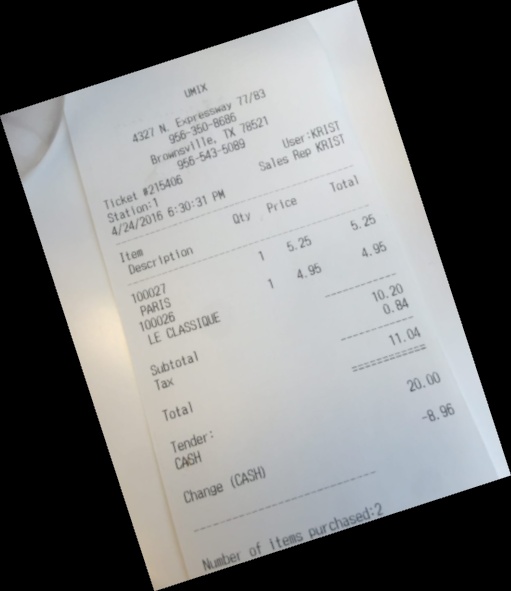 UMIX
4327 N. Expressway 77/83
956-350-8686
Brownsville, TX 78521
956-543-5089
Ticket #215406 User:KRIST
Station:1 Sales Rep KRIST
4/24/2016 6:30:31 PM
Item Qty Price Total
Description
100027 1 5.25 5.25
PARIS
100026 1 4.95 4.95
LE CLASSIQUE
Subtotal 10.20
Tax 0.84
Total 11.04
Tender:
CASH 20.00
Change (CASH) -8.96
Number of items purchased:2